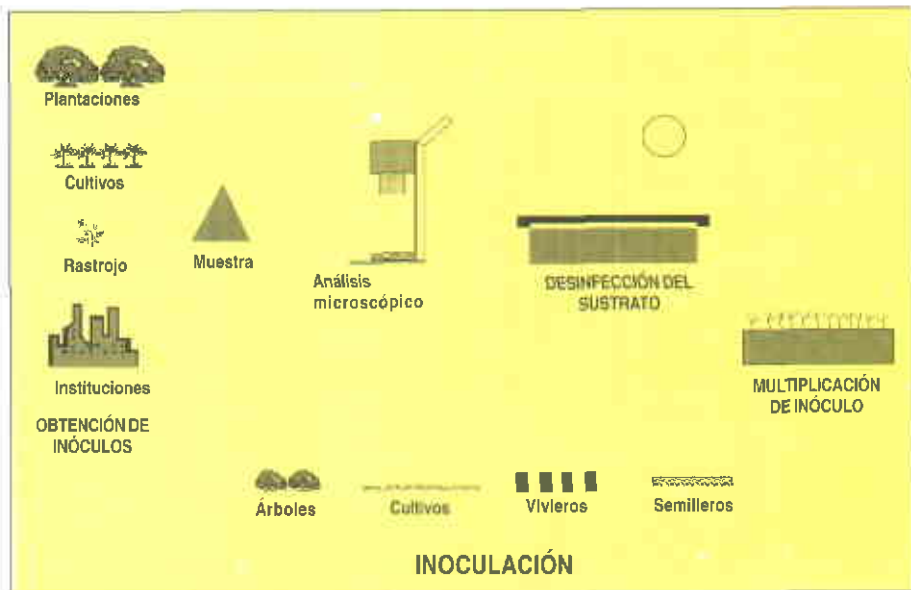 Plantaciones
Cultivos
Rastrojo
Muestra
Análisis
microscópico
DESINFECCIÓN DEL
SUSTRATO
Instituciones
OBTENCIÓN DE
INÓCULOS
MULTIPLICACIÓN
DE INÓCULO
Árboles
Cultivos
Vivieros
Semilleros
INOCULACIÓN